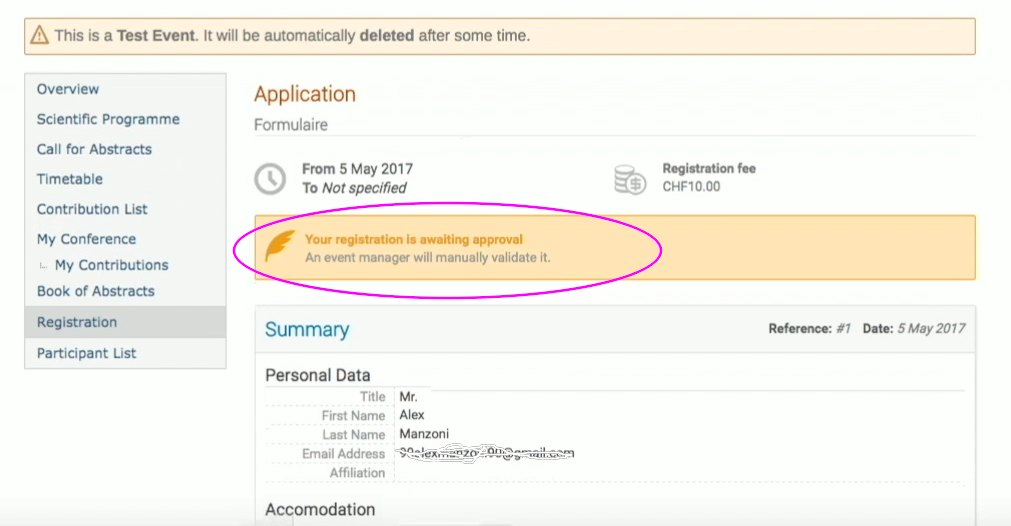 This is a Test Event. It will be automatically deleted after some time.
Overview
Scientific Programme
Call for Abstracts
Timetable
Contribution List
My Conference
My Contributions
Book of Abstracts
Registration
Participant List
Application
Formulaire
From 5 May 2017
To Not specified
Registration fee
CHF10.00
Your registration is awaiting approval
An event manager will manually validate it.
Summary
Reference: #1 Date: 5 May 2017
Personal Data
Title Mr.
First Name Alex
Last Name Manzoni
Email Address
Affiliation
Accomodation